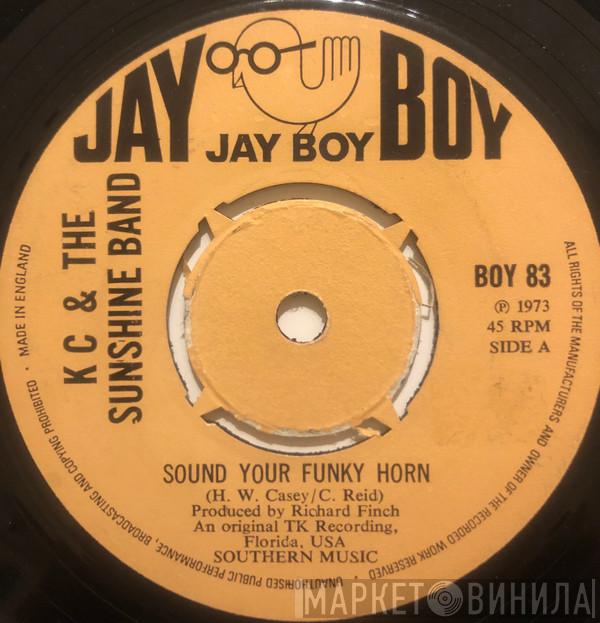 JAY BOY
JAY BOY
K C & THE
SUNSHINE BAND
BOY 83
℗ 1973
45 RPM
SIDE A
SOUND YOUR FUNKY HORN
(H. W. Casey/C. Reid)
Produced by Richard Finch
An original TK Recording,
Florida, USA
SOUTHERN MUSIC
ALL RIGHTS OF THE MANUFACTURERS AND OWNER OF THE RECORDED WORK RESERVED
UNAUTHORISED PUBLIC PERFORMANCE, BROADCASTING AND COPYING PROHIBITED · MADE IN ENGLAND
МАРКЕТ ВИНИЛА